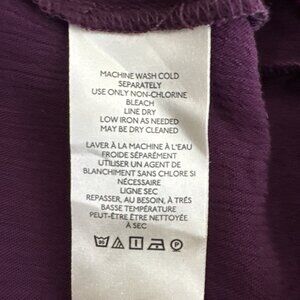 MACHINE WASH COLD
SEPARATELY
USE ONLY NON-CHLORINE
BLEACH
LINE DRY
LOW IRON AS NEEDED
MAY BE DRY CLEANED
LAVER À LA MACHINE À L'EAU
FROIDE SÉPARÉMENT
UTILISER UN AGENT DE
BLANCHIMENT SANS CHLORE SI
NÉCESSAIRE
LIGNE SEC
REPASSER, AU BESOIN, À TRÉS
BASSE TEMPÉRATURE
PEUT-ÊTRE ÊTRE NETTOYÉE
À SEC